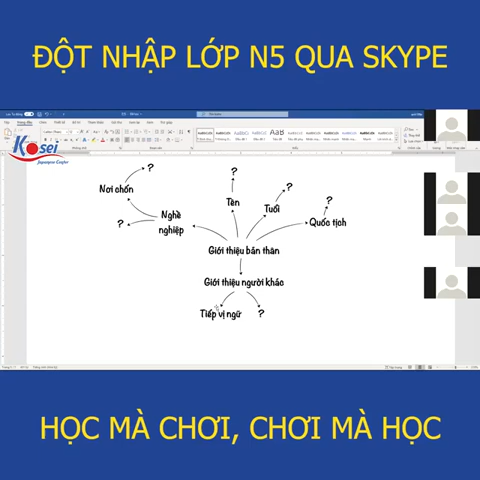 ĐỘT NHẬP LỚP N5 QUA SKYPE
Kosei
Japanese Center
?
Nơi chốn
?
Nghề
nghiệp
?
Tên
?
Tuổi
?
Quốc tịch
Giới thiệu bản thân
Giới thiệu người khác
Tiếp vị ngữ
?
HỌC MÀ CHƠI, CHƠI MÀ HỌC